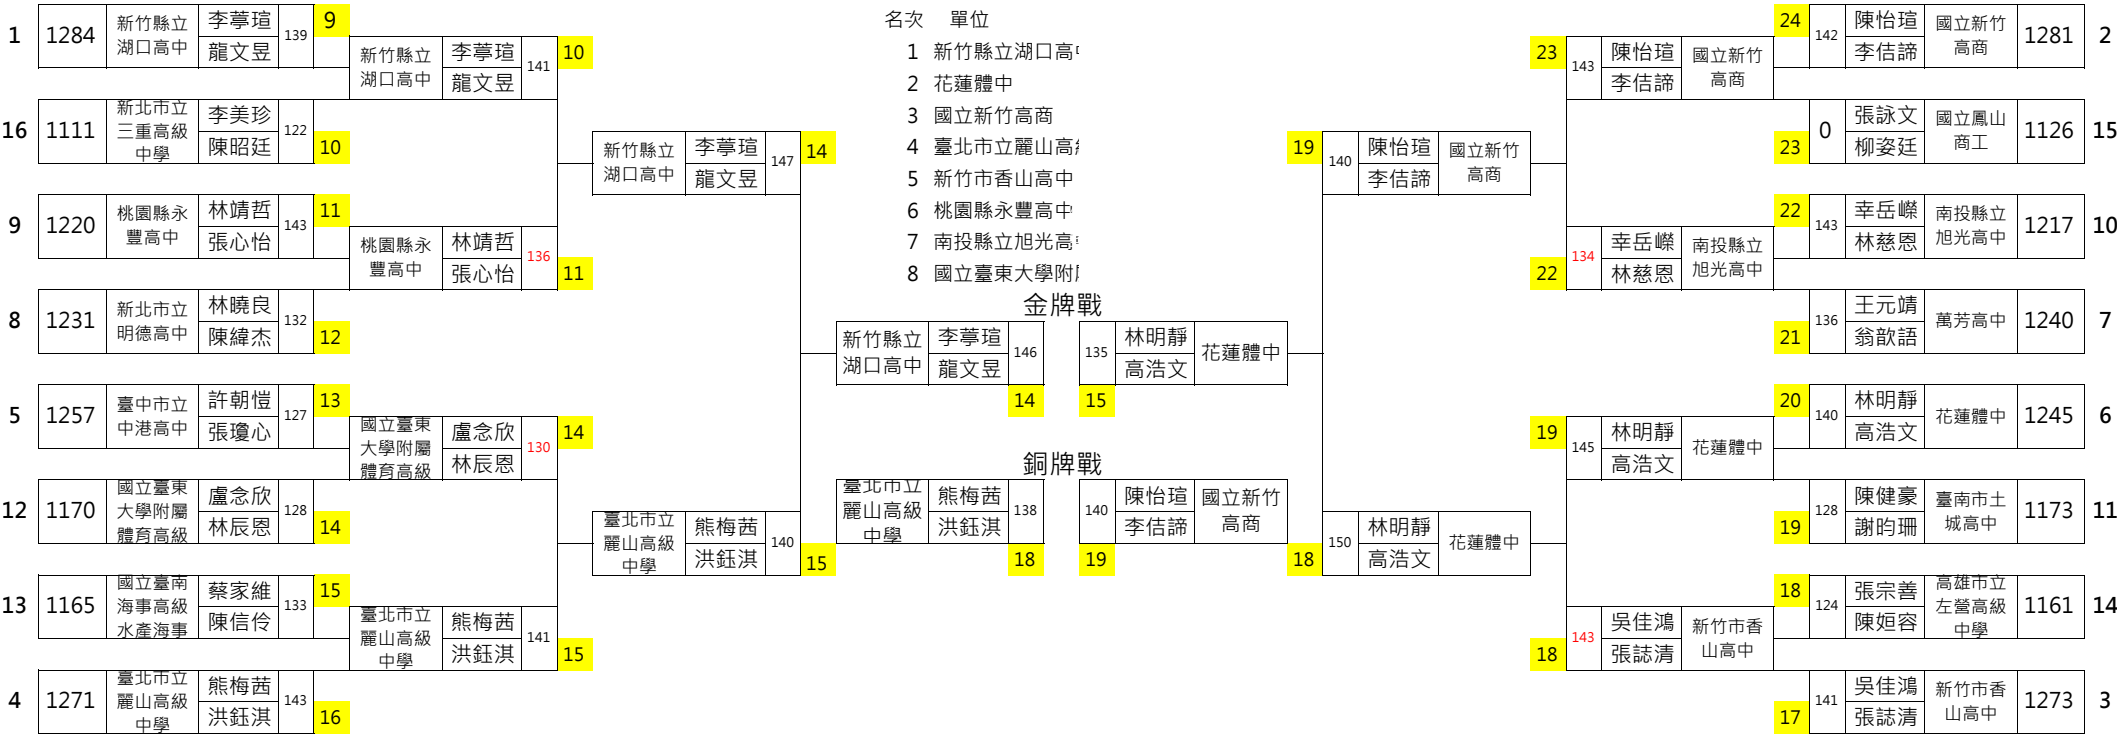 名次 單位
1 新竹縣立湖口高
2 花蓮體中
3 國立新竹高商
4 臺北市立麗山高
5 新竹市香山高中
6 桃園縣永豐高中
7 南投縣立旭光高
8 國立臺東大學附
1 1284 新竹縣立
湖口高中
李葶瑄
龍文昱
139
9
16 1111 新北市立
三重高級
中學
李美珍
陳昭廷
122
10
9 1220 桃園縣永
豐高中
林靖哲
張心怡
143
11
8 1231 新北市立
明德高中
林曉良
陳緯杰
132
12
5 1257 臺中市立
中港高中
許朝愷
張瓊心
127
13
12 1170 國立臺東
大學附屬
體育高級
盧念欣
林辰恩
128
14
13 1165 國立臺南
海事高級
水產海事
蔡家維
陳信伶
133
15
4 1271 臺北市立
麗山高級
中學
熊梅茜
洪鈺淇
143
16
新竹縣立
湖口高中
李葶瑄
龍文昱
141
10
桃園縣永
豐高中
林靖哲
張心怡
136
11
國立臺東
大學附屬
體育高級
盧念欣
林辰恩
130
14
臺北市立
麗山高級
中學
熊梅茜
洪鈺淇
141
15
新竹縣立
湖口高中
李葶瑄
龍文昱
147
14
臺北市立
麗山高級
中學
熊梅茜
洪鈺淇
140
15
金牌戰
新竹縣立
湖口高中
李葶瑄
龍文昱
146
14
135
林明靜
高浩文
花蓮體中
15
銅牌戰
臺北市立
麗山高級
中學
熊梅茜
洪鈺淇
138
18
140
陳怡瑄
李佶諦
國立新竹
高商
19
19
140
陳怡瑄
李佶諦
國立新竹
高商
18
150
林明靜
高浩文
花蓮體中
23
143
陳怡瑄
李佶諦
國立新竹
高商
22
134
幸岳嶸
林慈恩
南投縣立
旭光高中
19
145
林明靜
高浩文
花蓮體中
18
143
吳佳鴻
張誌清
新竹市香
山高中
24
142
陳怡瑄
李佶諦
國立新竹
高商
1281 2
23
0
張詠文
柳姿廷
國立鳳山
商工
1126 15
22
143
幸岳嶸
林慈恩
南投縣立
旭光高中
1217 10
21
136
王元靖
翁歆語
萬芳高中
1240 7
20
140
林明靜
高浩文
花蓮體中
1245 6
19
128
陳健豪
謝昀珊
臺南市土
城高中
1173 11
18
124
張宗善
陳姮容
高雄市立
左營高級
中學
1161 14
17
141
吳佳鴻
張誌清
新竹市香
山高中
1273 3